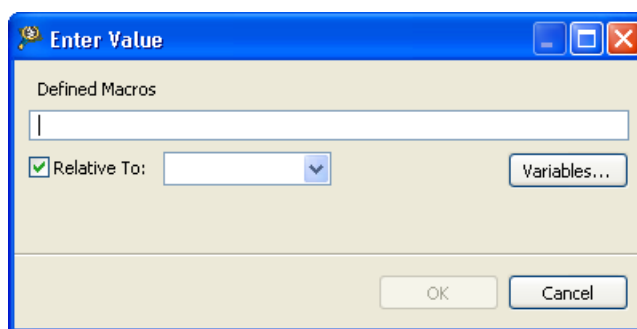 Enter Value
Defined Macros
Relative To:
Variables...
OK
Cancel